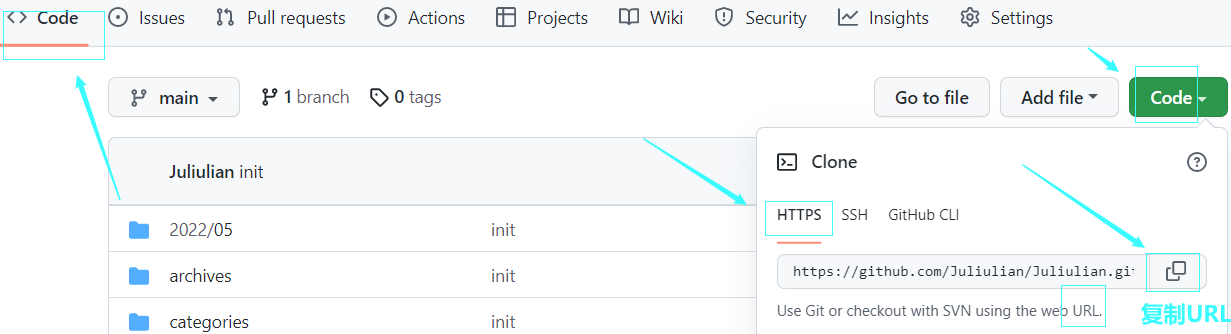 Code Issues Pull requests Actions Projects Wiki Security Insights Settings
main 1 branch 0 tags Go to file Add file Code
Clone
Juliulian init
HTTPS SSH GitHub CLI
2022/05 init
https://github.com/Juliulian/Juliulian.git
archives init
Use Git or checkout with SVN using the web URL.
复制URL
categories init